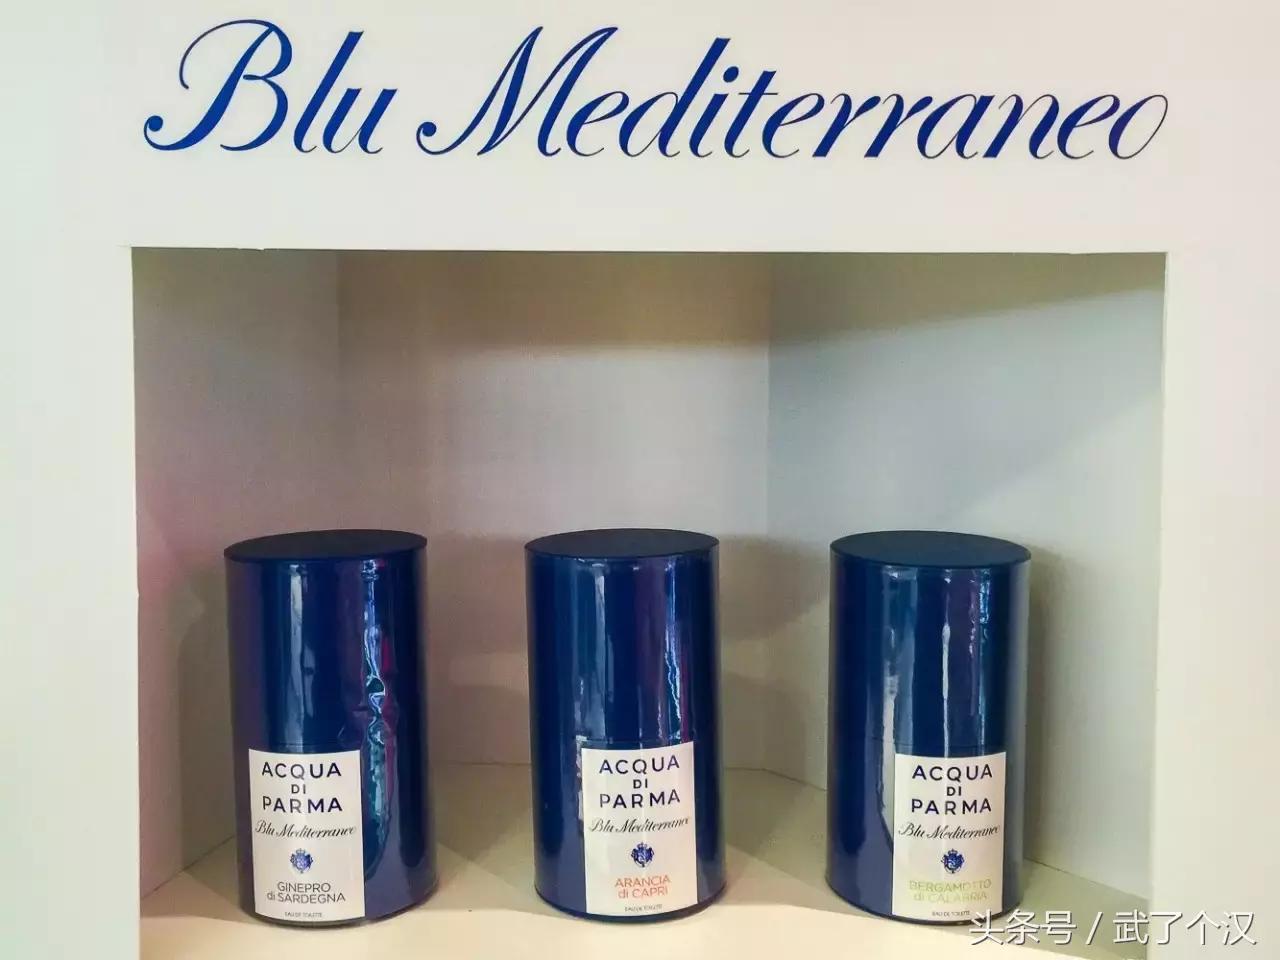 Blu Mediterraneo
ACQUA
DI
PARMA
Blu Mediterraneo
GINEPRO
di SARDEGNA
EAU DE TOILETTE
ACQUA
DI
PARMA
Blu Mediterraneo
ARANCIA
di CAPRI
EAU DE TOILETTE
ACQUA
DI
PARMA
Blu Mediterraneo
BERGAMOTTO
di CALABRIA
EAU DE TOILETTE
头条号 / 武了个汉